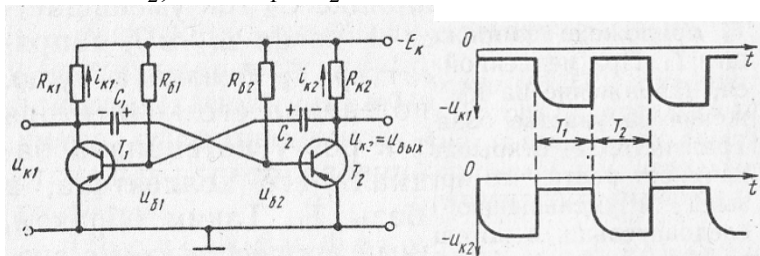 -Eк
Rк1 iк1 Rб1 Rб2 iк2 Rк2
C1 + + C2
uк1 T1 uб1 uб2 T2 uк2=uвых
0 t
-uк1
T1 T2
0 t
-uк2